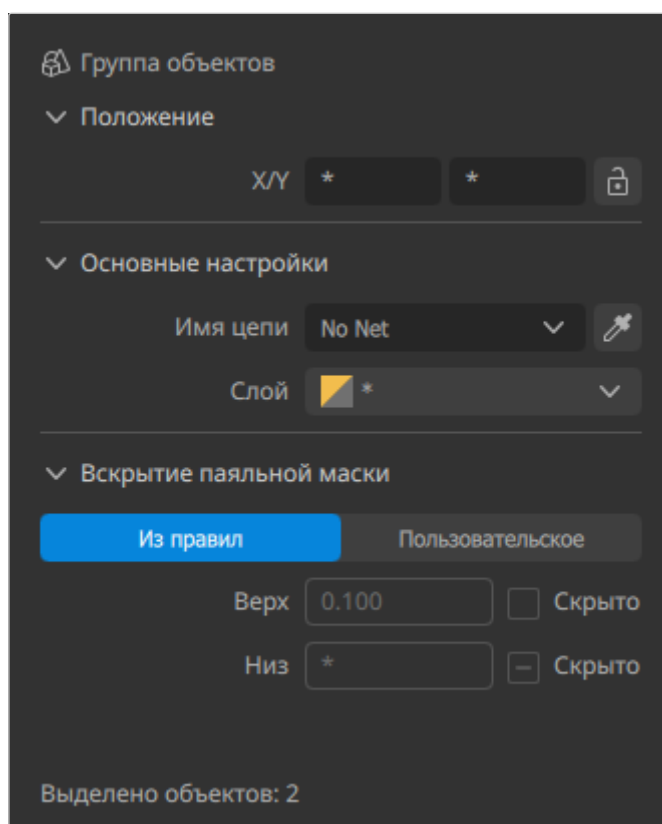 Группа объектов
Положение
X/Y * *
Основные настройки
Имя цепи No Net
Слой *
Вскрытие паяльной маски
Из правил Пользовательское
Верх 0.100 Скрыто
Низ * Скрыто
Выделено объектов: 2